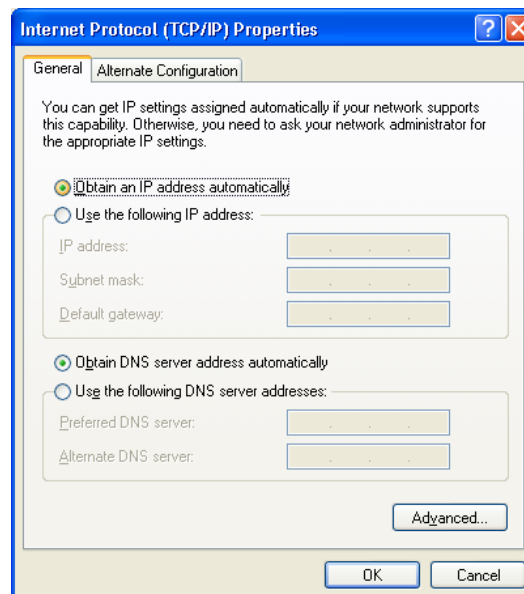 Internet Protocol (TCP/IP) Properties
General
Alternate Configuration
You can get IP settings assigned automatically if your network supports
this capability. Otherwise, you need to ask your network administrator for
the appropriate IP settings.
Obtain an IP address automatically
Use the following IP address:
IP address:
Subnet mask:
Default gateway:
Obtain DNS server address automatically
Use the following DNS server addresses:
Preferred DNS server:
Alternate DNS server:
Advanced...
OK
Cancel